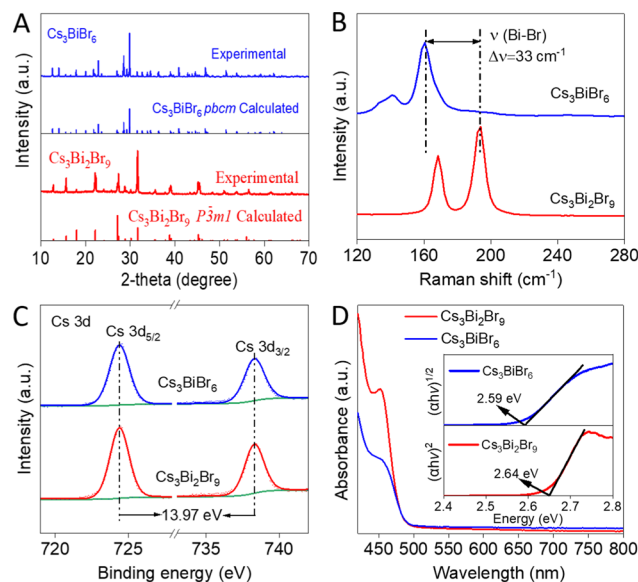 A
Cs3BiBr6
Experimental
Cs3BiBr6 pbcm Calculated
Cs3Bi2Br9
Experimental
Cs3Bi2Br9 P3̄m1 Calculated
Intensity (a.u.)
10 20 30 40 50 60 70
2-theta (degree)
B
ν (Bi-Br)
Δν=33 cm-1
Cs3BiBr6
Cs3Bi2Br9
Intensity (a.u.)
120 160 200 240 280
Raman shift (cm-1)
C
Cs 3d
Cs 3d5/2
Cs 3d3/2
Cs3BiBr6
Cs3Bi2Br9
13.97 eV
Intensity (a.u.)
720 725 735 740
Binding energy (eV)
D
Cs3Bi2Br9
Cs3BiBr6
(αhν)1/2
Cs3BiBr6
2.59 eV
(αhν)2
Cs3Bi2Br9
2.64 eV
2.4 2.5 2.6 2.7 2.8
Energy (eV)
Absorbance (a.u.)
450 500 550 600 650 700 750 800
Wavelength (nm)